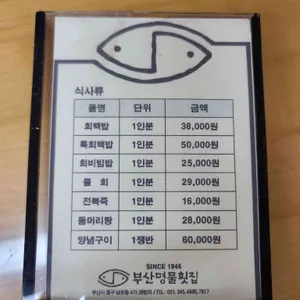 식사류
품명 단위 금액
회백밥 1인분 38,000원
특회백밥 1인분 50,000원
회비빔밥 1인분 25,000원
물 회 1인분 29,000원
전복죽 1인분 16,000원
돔머리탕 1인분 28,000원
양념구이 1쟁반 60,000원
SINCE 1946
부산명물횟집
부산시 중구